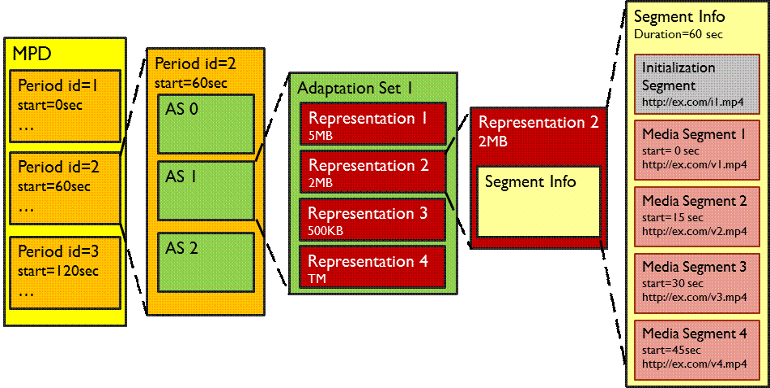 MPD
Period id=1
start=0sec
...
Period id=2
start=60sec
...
Period id=3
start=120sec
...
Period id=2
start=60sec
AS 0
AS 1
AS 2
Adaptation Set 1
Representation 1
5MB
Representation 2
2MB
Representation 3
500KB
Representation 4
TM
Representation 2
2MB
Segment Info
Segment Info
Duration=60 sec
Initialization
Segment
http://ex.com/i1.mp4
Media Segment 1
start= 0 sec
http://ex.com/v1.mp4
Media Segment 2
start=15 sec
http://ex.com/v2.mp4
Media Segment 3
start=30 sec
http://ex.com/v3.mp4
Media Segment 4
start=45sec
http://ex.com/v4.mp4